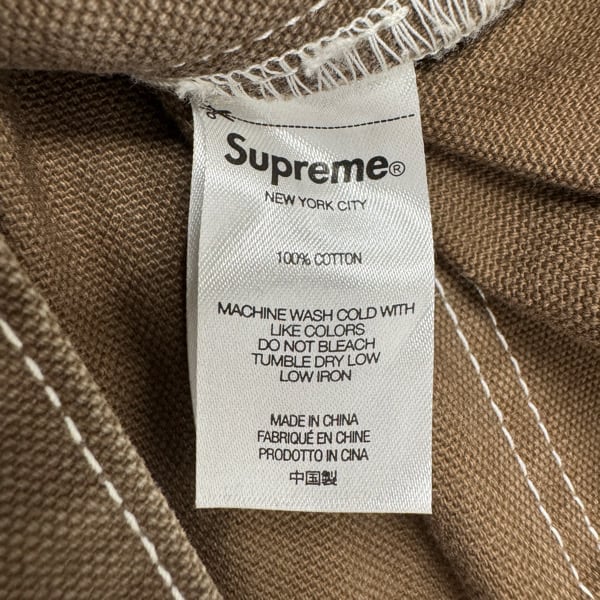 Supreme®
NEW YORK CITY
100% COTTON
MACHINE WASH COLD WITH
LIKE COLORS
DO NOT BLEACH
TUMBLE DRY LOW
LOW IRON
MADE IN CHINA
FABRIQUÉ EN CHINE
PRODOTTO IN CINA
中国製